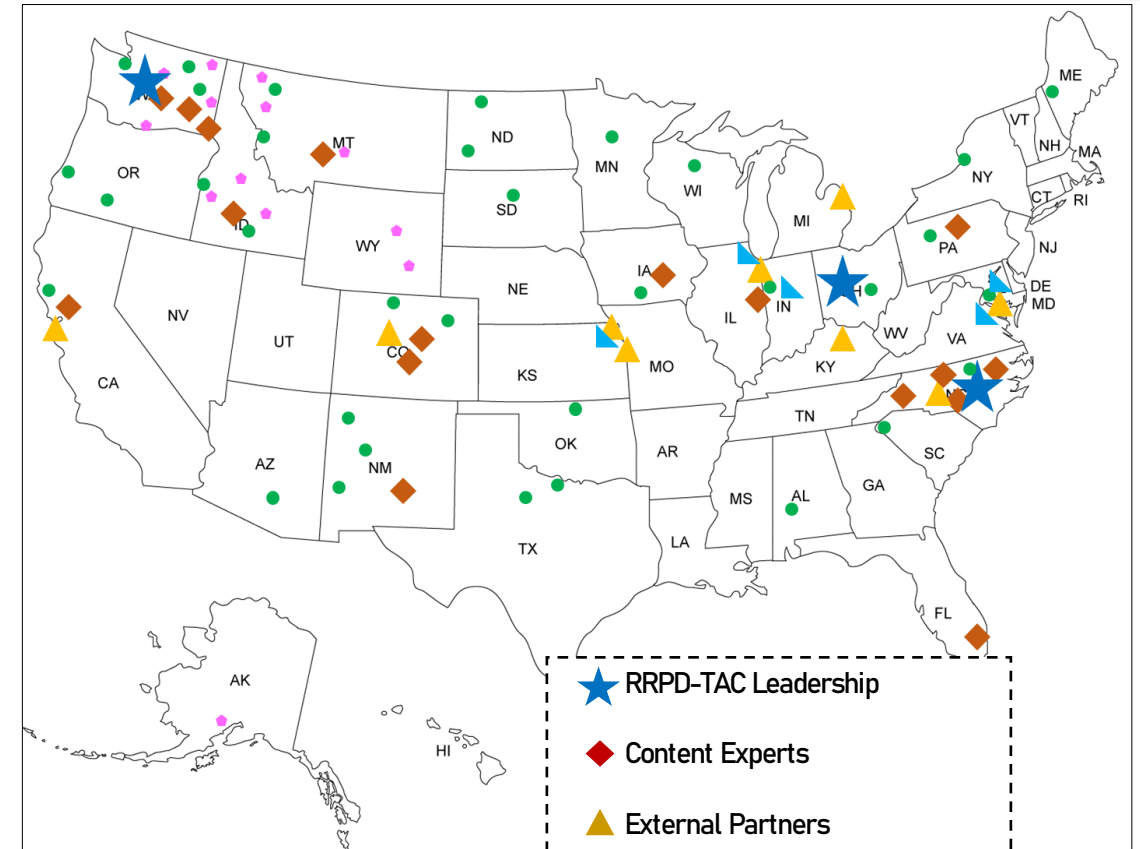 ME
VT
NH
MA
NY
CT
RI
MT
ND
MN
OR
WI
MI
ID
SD
WY
PA
NJ
IA
NE
DE
MD
NV
UT
CO
IL
IN
WV
VA
KS
MO
KY
CA
TN
OK
AR
SC
AZ
NM
MS
AL
GA
TX
LA
FL
AK
HI
RRPD-TAC Leadership
Content Experts
External Partners